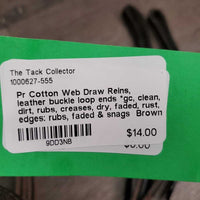 The Tack Collector
1000627-555
Pr Cotton Web Draw Reins,
leather buckle loop ends *gc, clean,
dirt, rubs, creases, dry, faded, rust,
edges: rubs, faded & snags Brown
$14.00
9DD3NB